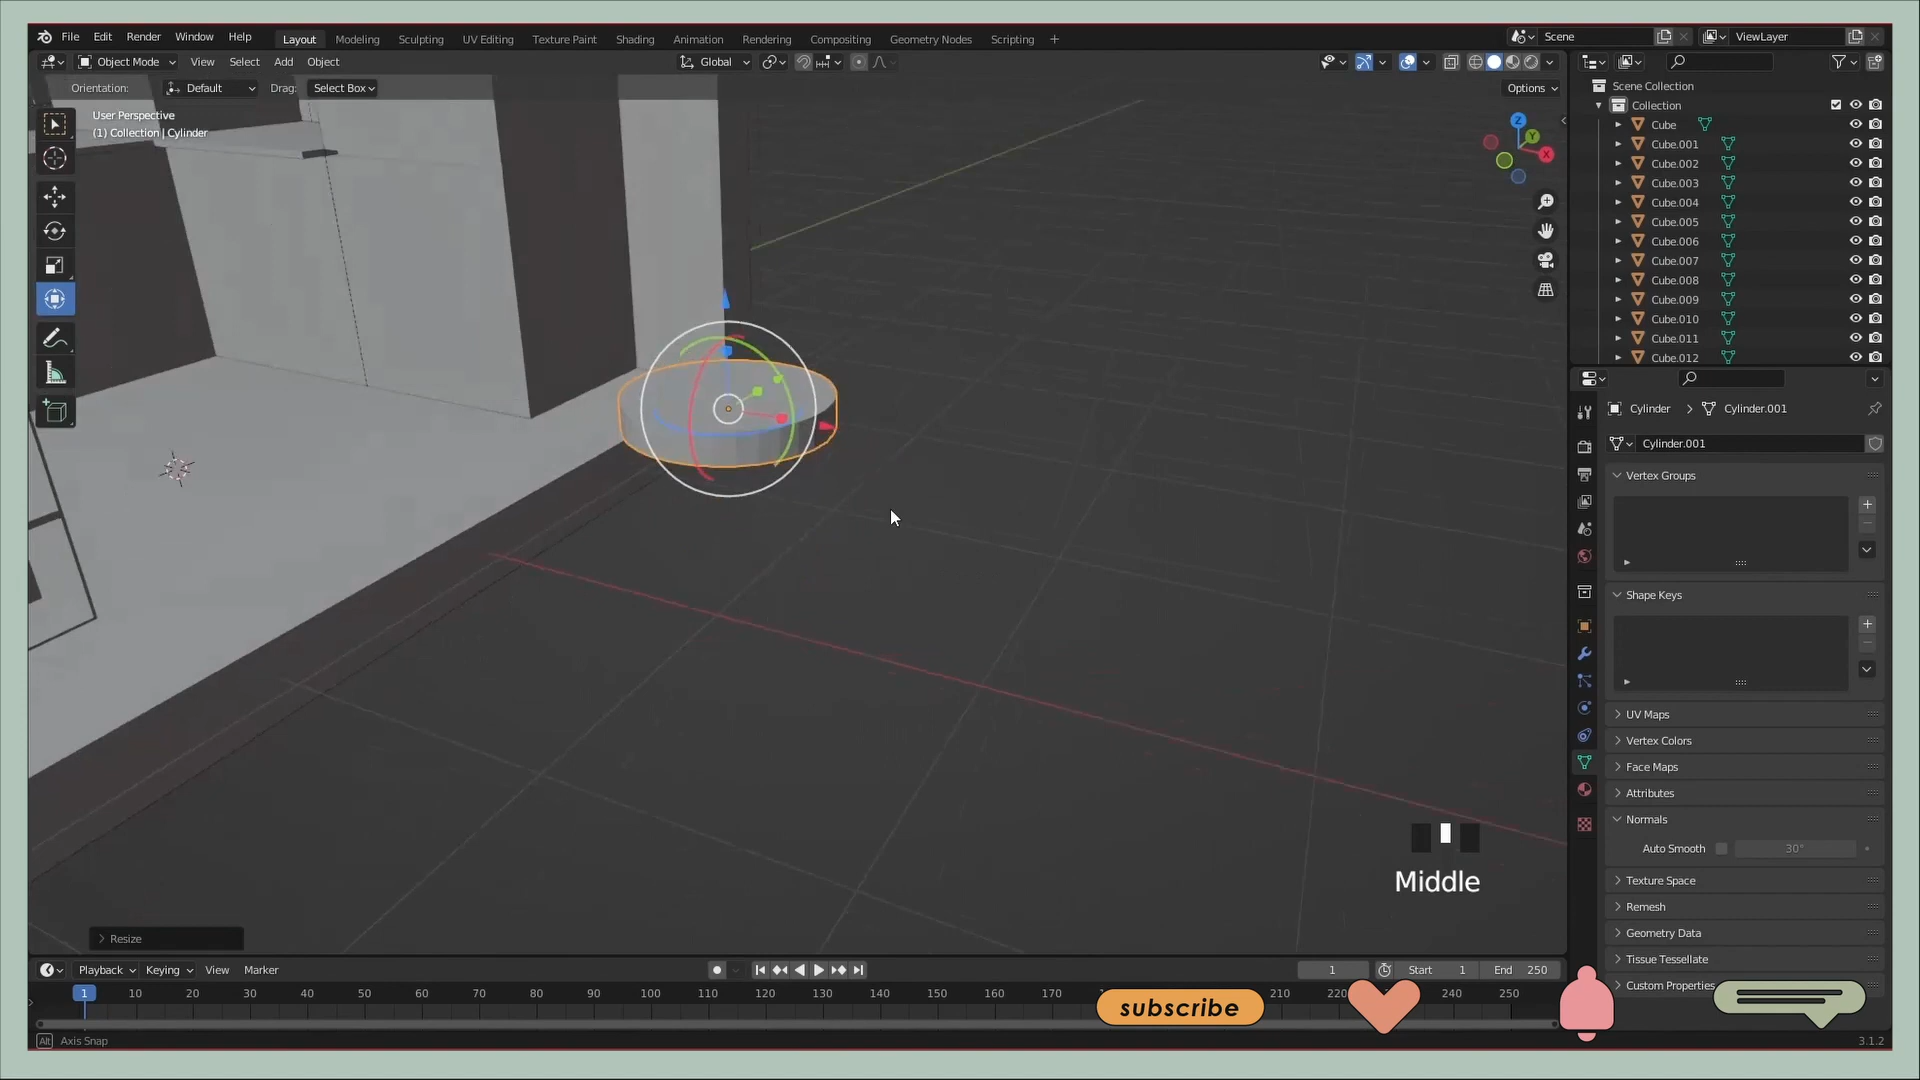 File Edit Render Window Help Layout Modeling Sculpting UV Editing Texture Paint Shading Animation Rendering Compositing Geometry Nodes Scripting + Scene ViewLayer
Object Mode View Select Add Object Global
Orientation: Default Drag: Select Box Options
User Perspective
(1) Collection | Cylinder
Z
Y
X
Scene Collection
Collection
Cube
Cube.001
Cube.002
Cube.003
Cube.004
Cube.005
Cube.006
Cube.007
Cube.008
Cube.009
Cube.010
Cube.011
Cube.012
Cylinder > Cylinder.001
Cylinder.001
Vertex Groups
Shape Keys
UV Maps
Vertex Colors
Face Maps
Attributes
Normals
Auto Smooth 30°
Texture Space
Remesh
Geometry Data
Tissue Tessellate
Custom Properties
Middle
Resize
Playback Keying View Marker 1 Start 1 End 250
1 10 20 30 40 50 60 70 80 90 100 110 120 130 140 150 160 170 210 220 240 250
subscribe
Alt Axis Snap 3.1.2